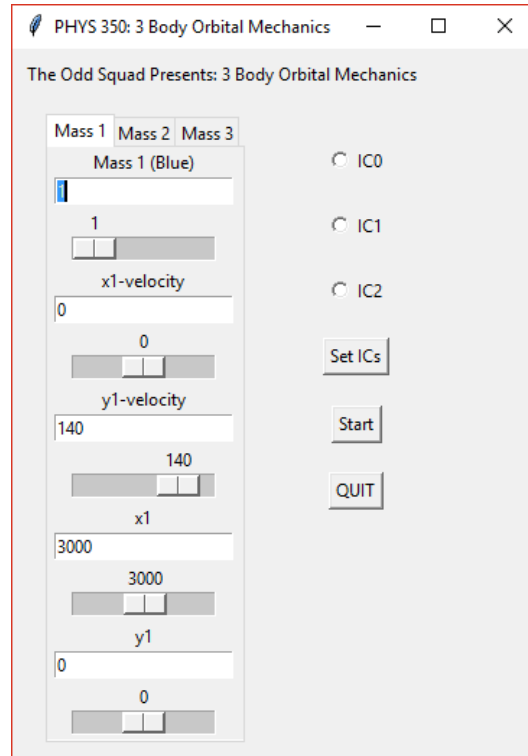 PHYS 350: 3 Body Orbital Mechanics
The Odd Squad Presents: 3 Body Orbital Mechanics
Mass 1 Mass 2 Mass 3
Mass 1 (Blue)
1
1
x1-velocity
0
0
y1-velocity
140
140
x1
3000
3000
y1
0
0
IC0
IC1
IC2
Set ICs
Start
QUIT